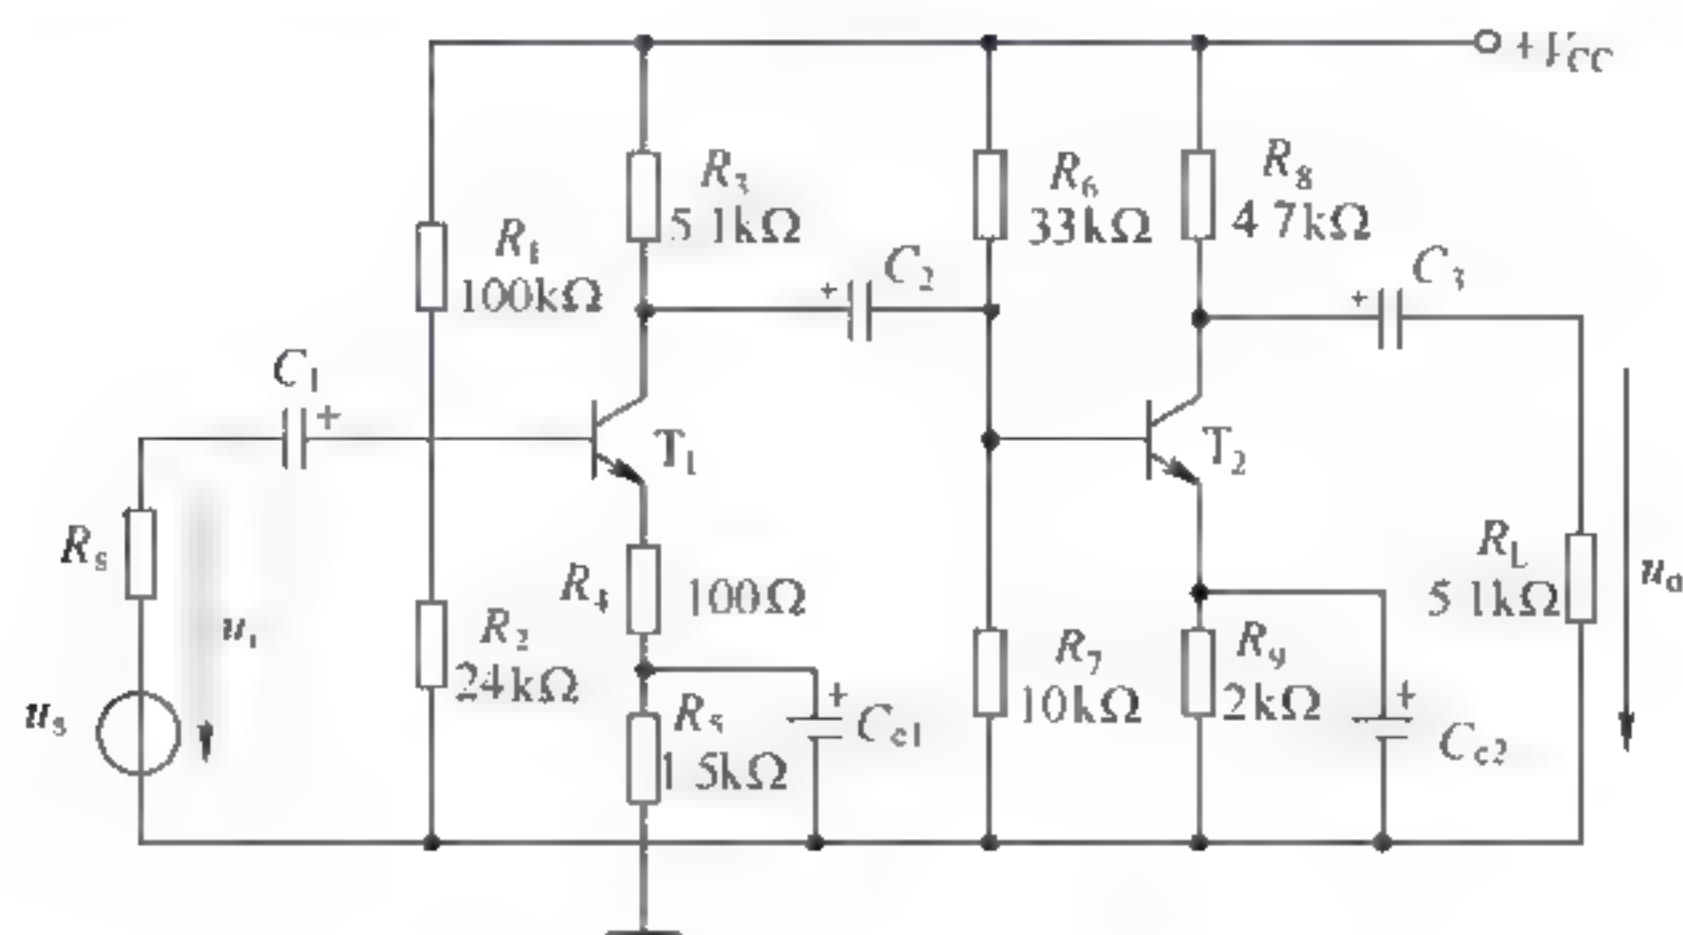 +V_CC
R_3
5.1kΩ
R_6
33kΩ
R_8
4.7kΩ
R_1
100kΩ
C_2
C_3
C_1
+
+
+
T_1
T_2
R_s
u_i
R_4
100Ω
R_L
5.1kΩ
u_o
R_2
24kΩ
R_7
10kΩ
R_9
2kΩ
u_s
R_5
1.5kΩ
+
C_e1
+
C_e2